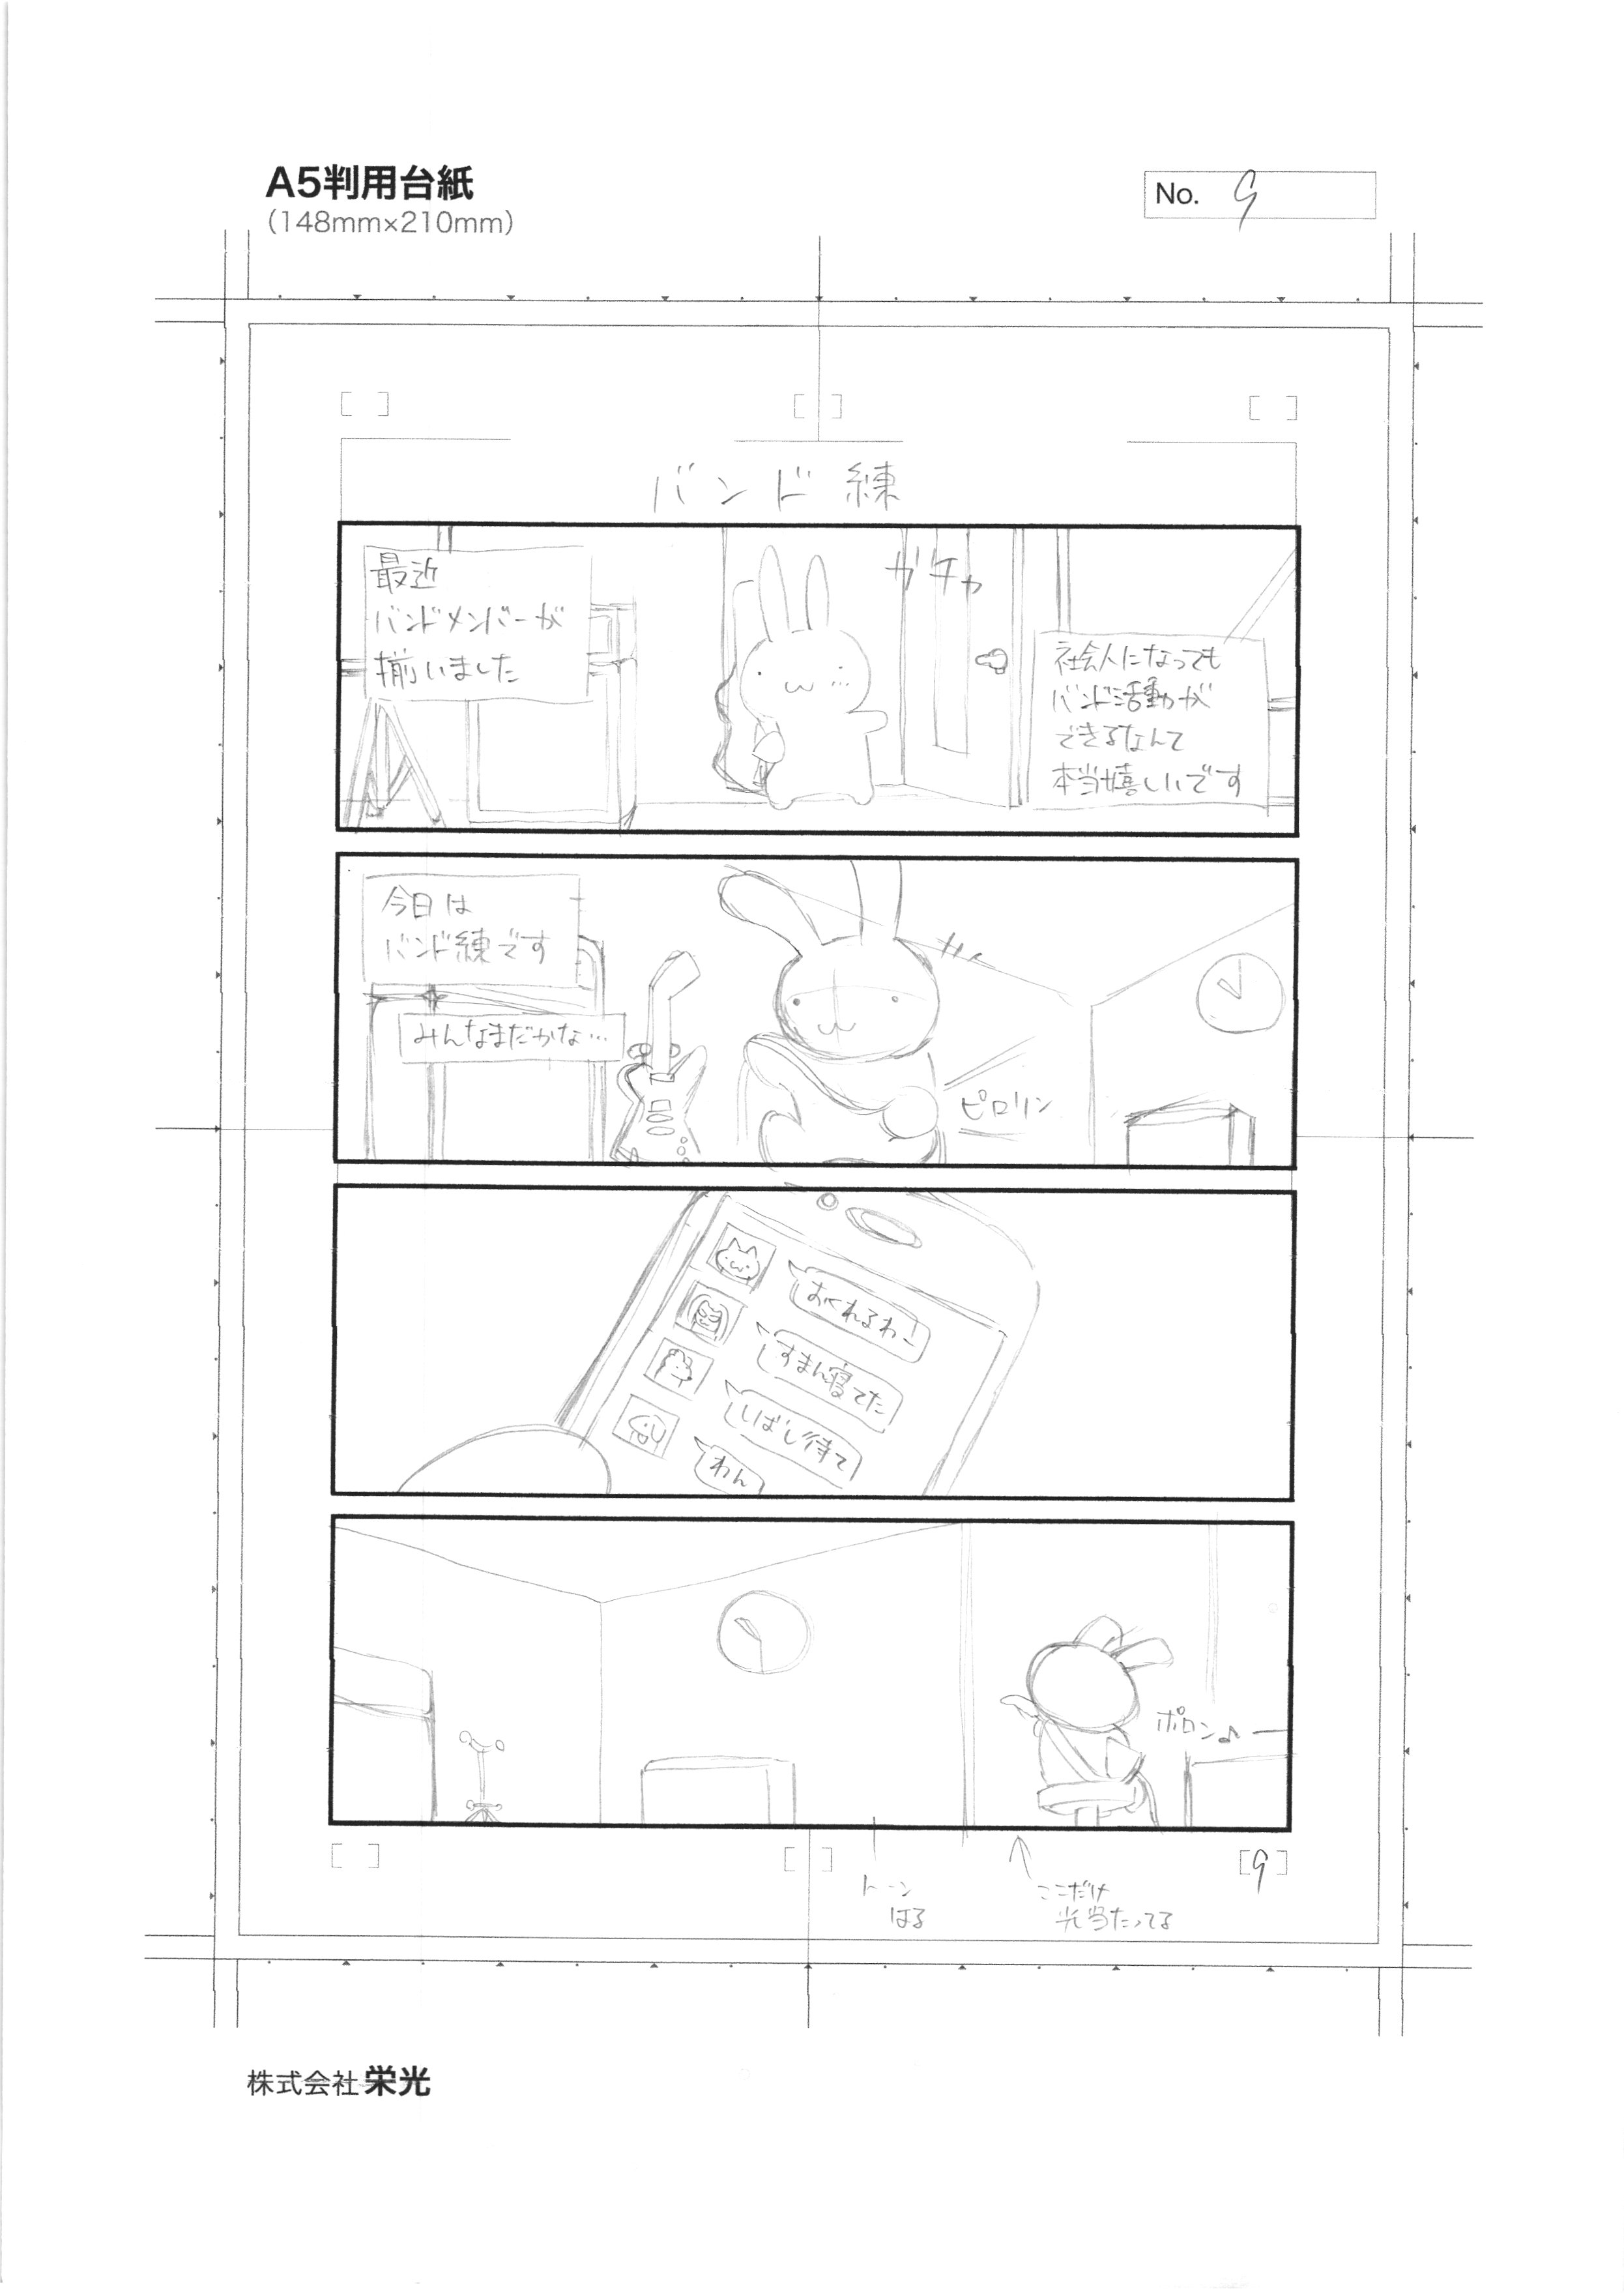 A5判用台紙
(148mm×210mm)
No. 9
バンド練
最近
バンドメンバーが
揃いました
ガチャ
社会人になっても
バンド活動が
できるなんて
本当嬉しいです
今日は
バンド練です
みんなまだかな…
ピロリン
おくれるわ!
すまん寝てた
しばし待て
わん
ポロン♪
トーン
はる
ここだけ
光当たってる
9
株式会社栄光